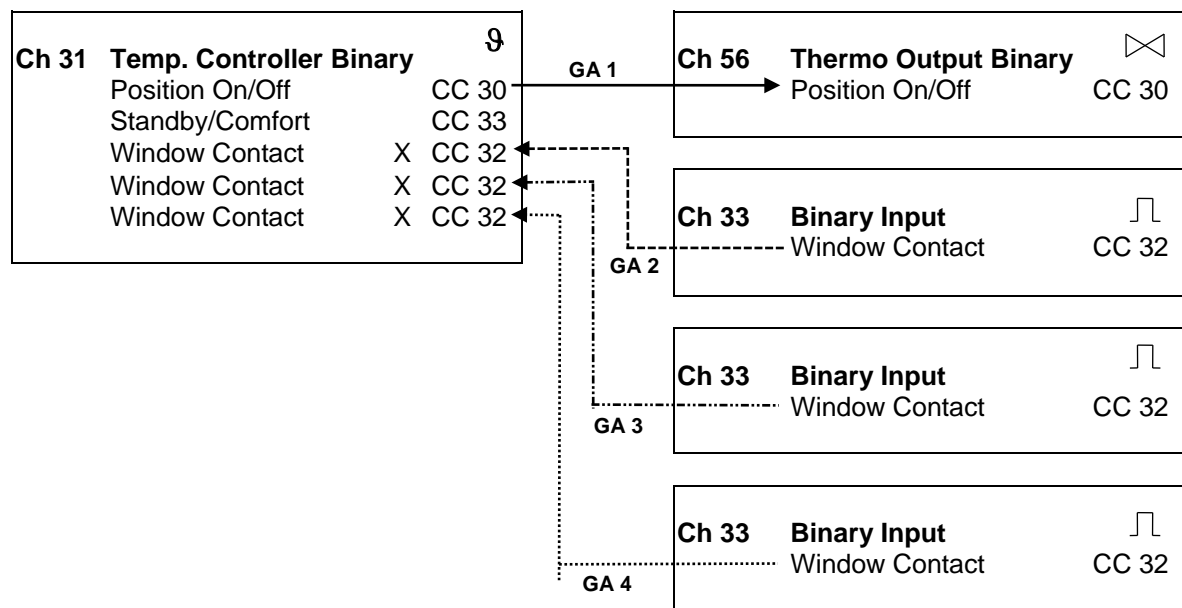 ϑ
Ch 31 Temp. Controller Binary
Position On/Off CC 30
Standby/Comfort CC 33
Window Contact X CC 32
Window Contact X CC 32
Window Contact X CC 32
GA 1
Ch 56 Thermo Output Binary
Position On/Off CC 30
GA 2
Ch 33 Binary Input
Window Contact CC 32
GA 3
Ch 33 Binary Input
Window Contact CC 32
GA 4
Ch 33 Binary Input
Window Contact CC 32